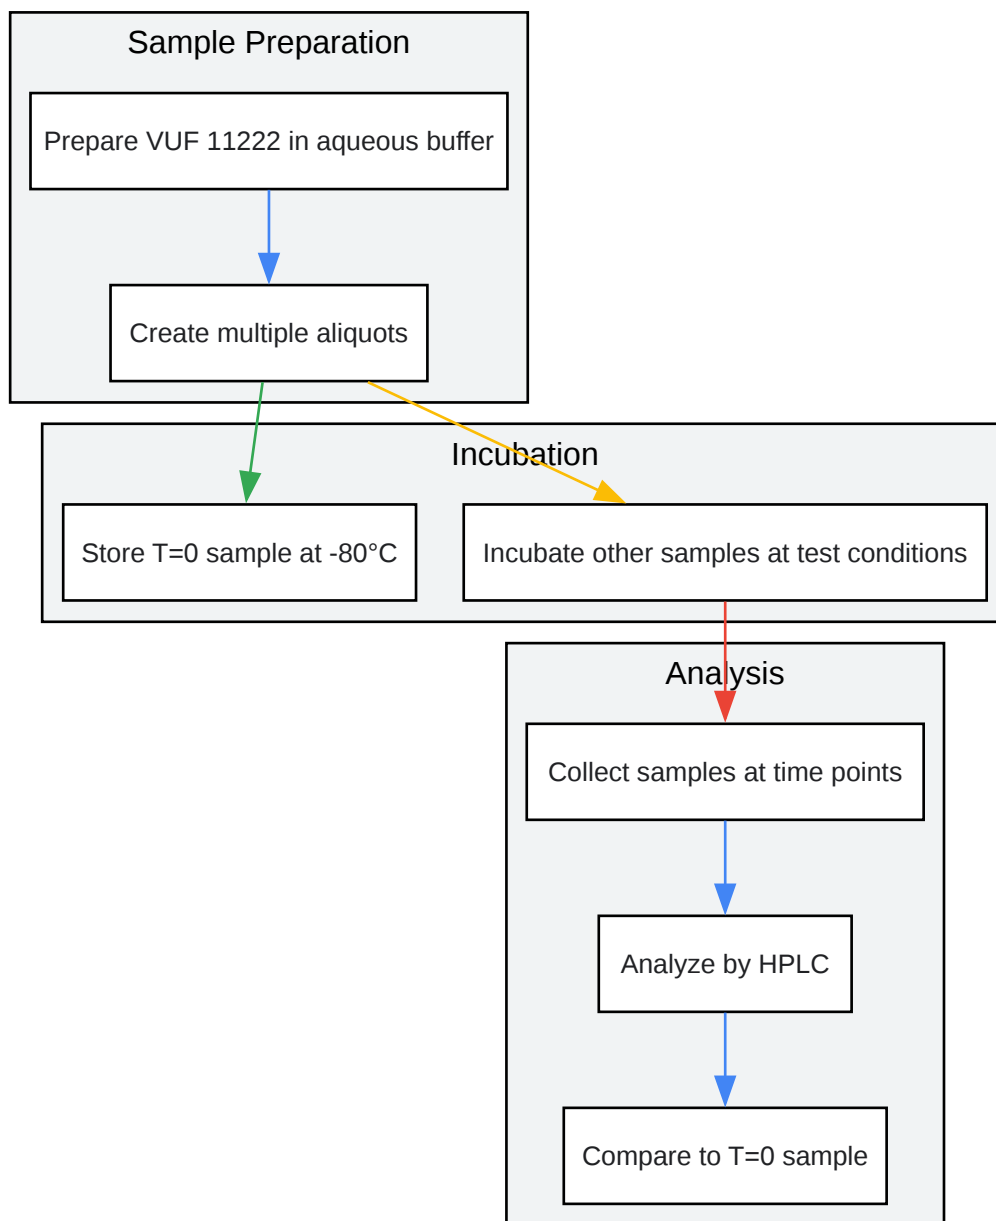 Sample Preparation
Prepare VUF 11222 in aqueous buffer
Create multiple aliquots
Incubation
Store T=0 sample at -80°C
Incubate other samples at test conditions
Analysis
Collect samples at time points
Analyze by HPLC
Compare to T=0 sample